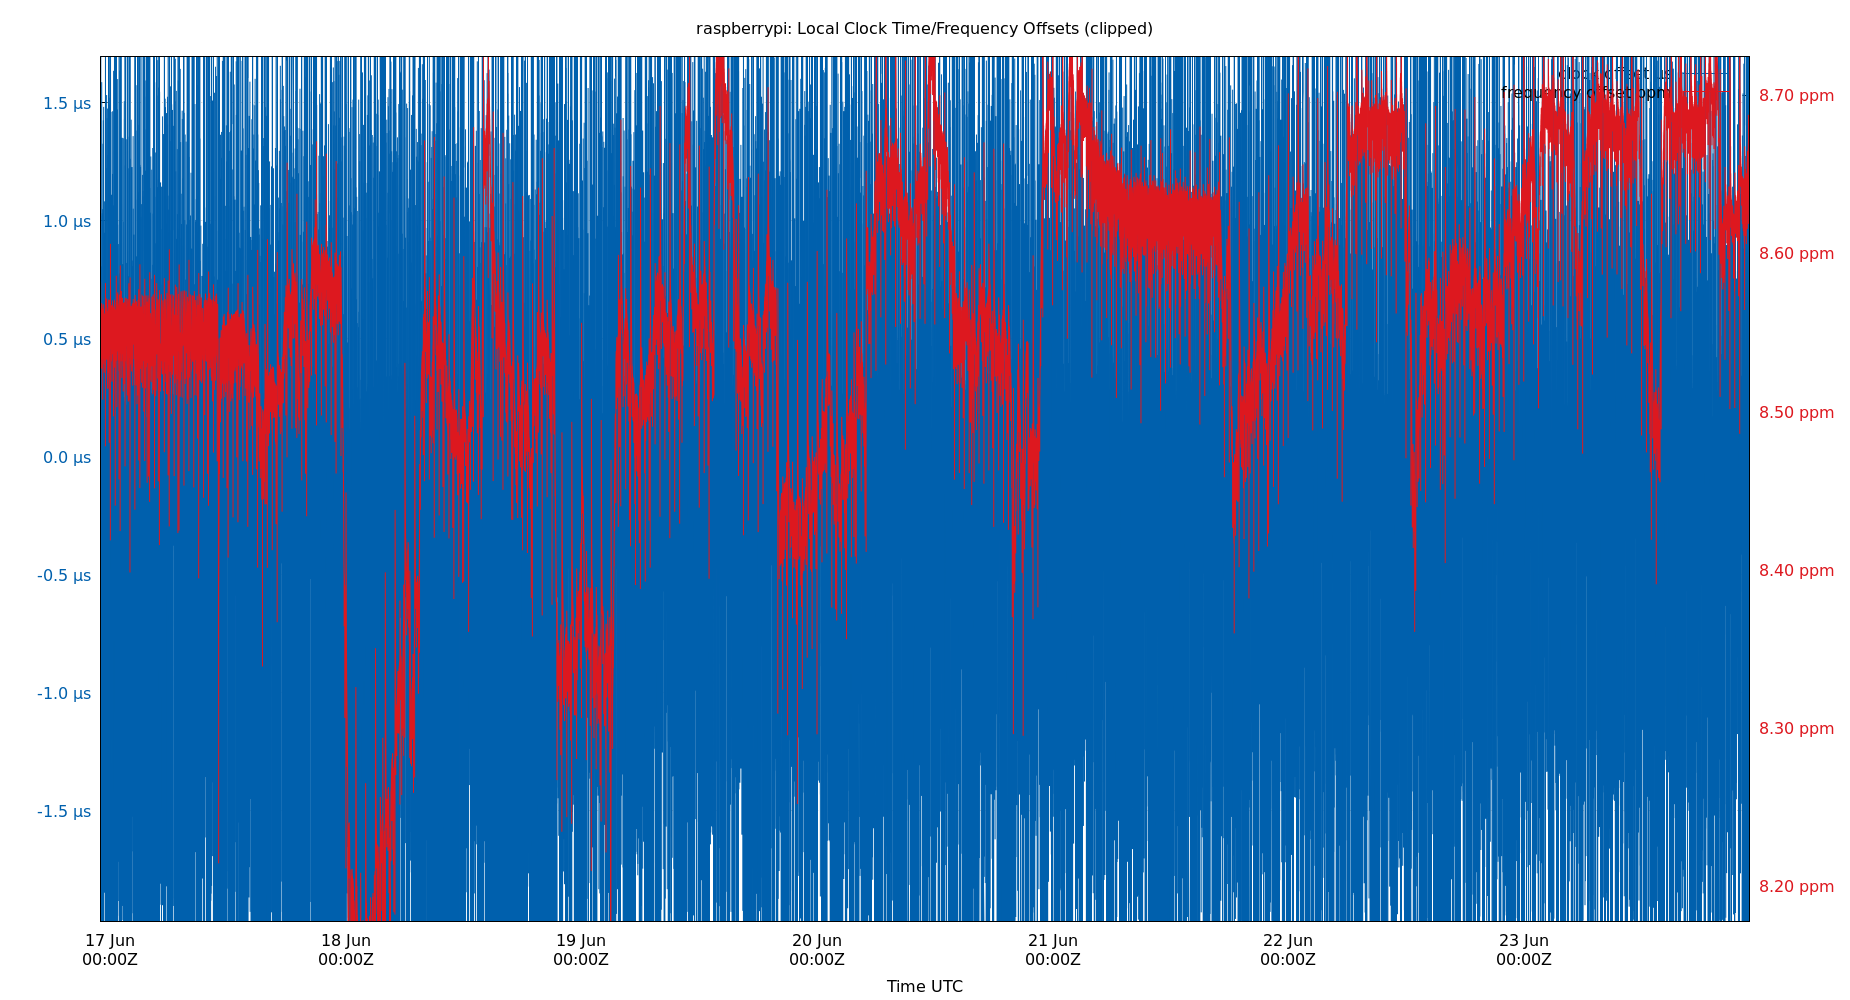 raspberrypi: Local Clock Time/Frequency Offsets (clipped)
clock offset us
frequency offset ppm
1.5 µs
1.0 µs
0.5 µs
0.0 µs
-0.5 µs
-1.0 µs
-1.5 µs
8.70 ppm
8.60 ppm
8.50 ppm
8.40 ppm
8.30 ppm
8.20 ppm
17 Jun 18 Jun 19 Jun 20 Jun 21 Jun 22 Jun 23 Jun
00:00Z 00:00Z 00:00Z 00:00Z 00:00Z 00:00Z 00:00Z
Time UTC